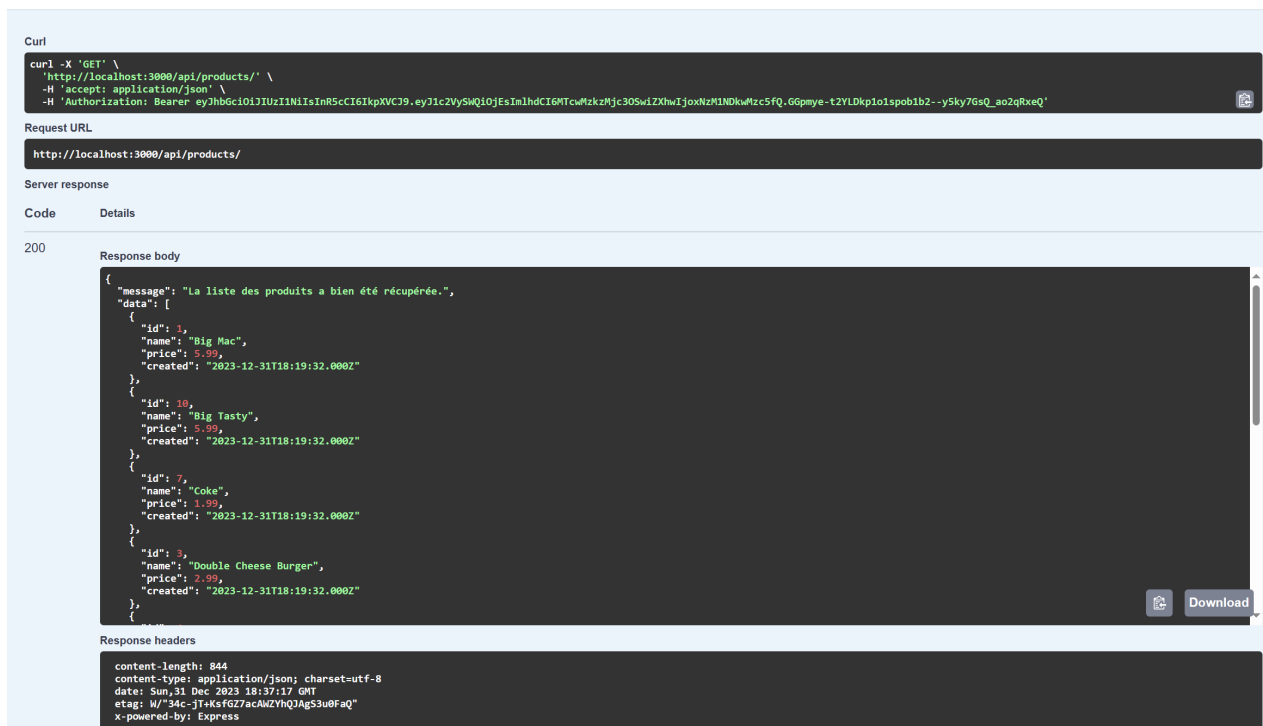 Curl
curl -X 'GET' \
'http://localhost:3000/api/products/' \
-H 'accept: application/json' \
-H 'Authorization: Bearer eyJhbGciOiJIUzI1NiIsInR5cCI6IkpXVCJ9.eyJ1c2VySWQiOjEsImlhdCI6MTcwMzkzMjc3OSwiZXhwIjoxNzM1NDkwMzc5fQ.GGpmye-t2YLDkp1o1spob1b2--y5ky7GsQ_ao2qRxeQ'
Request URL
http://localhost:3000/api/products/
Server response
Code Details
200
Response body
{
"message": "La liste des produits a bien été récupérée.",
"data": [
{
"id": 1,
"name": "Big Mac",
"price": 5.99,
"created": "2023-12-31T18:19:32.000Z"
},
{
"id": 10,
"name": "Big Tasty",
"price": 5.99,
"created": "2023-12-31T18:19:32.000Z"
},
{
"id": 7,
"name": "Coke",
"price": 1.99,
"created": "2023-12-31T18:19:32.000Z"
},
{
"id": 3,
"name": "Double Cheese Burger",
"price": 2.99,
"created": "2023-12-31T18:19:32.000Z"
},
{
Download
Response headers
content-length: 844
content-type: application/json; charset=utf-8
date: Sun,31 Dec 2023 18:37:17 GMT
etag: W/"34c-jT+KsfGZ7acAWZYhQJAgS3u0FaQ"
x-powered-by: Express